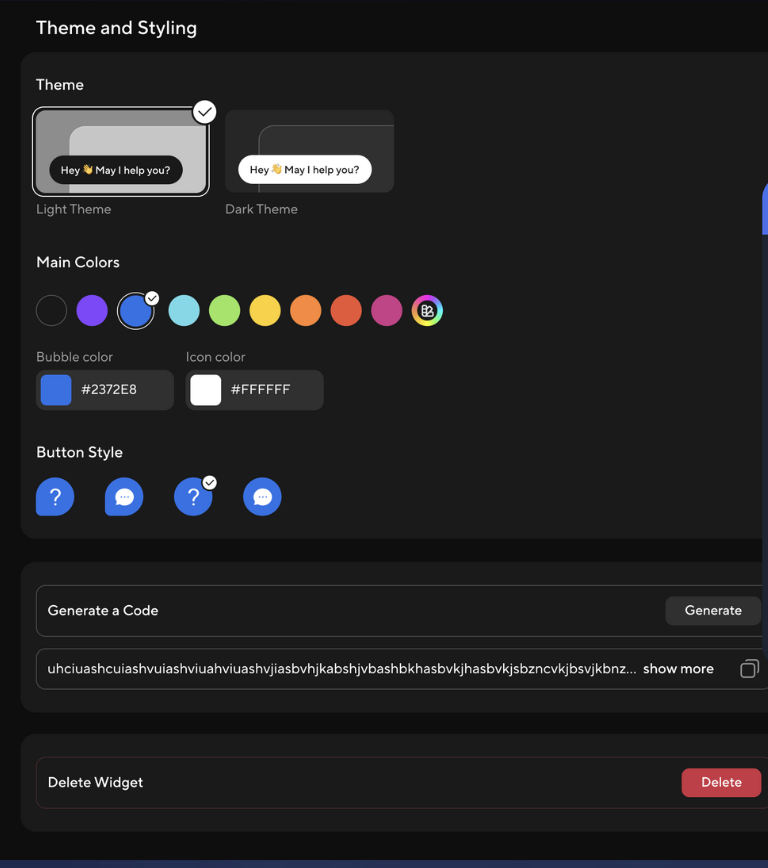 Theme and Styling
Theme
Hey 👋 May I help you?
Hey 👋 May I help you?
Light Theme
Dark Theme
Main Colors
Bubble color
Icon color
#2372E8
#FFFFFF
Button Style
?
?
Generate a Code
Generate
uhciuashcuiashvuiashviuahviuashvjiasbvhjkabshjvbashbkhasbvkjhasbvkjsbzncvkjbsvjkbnz... show more
Delete Widget
Delete